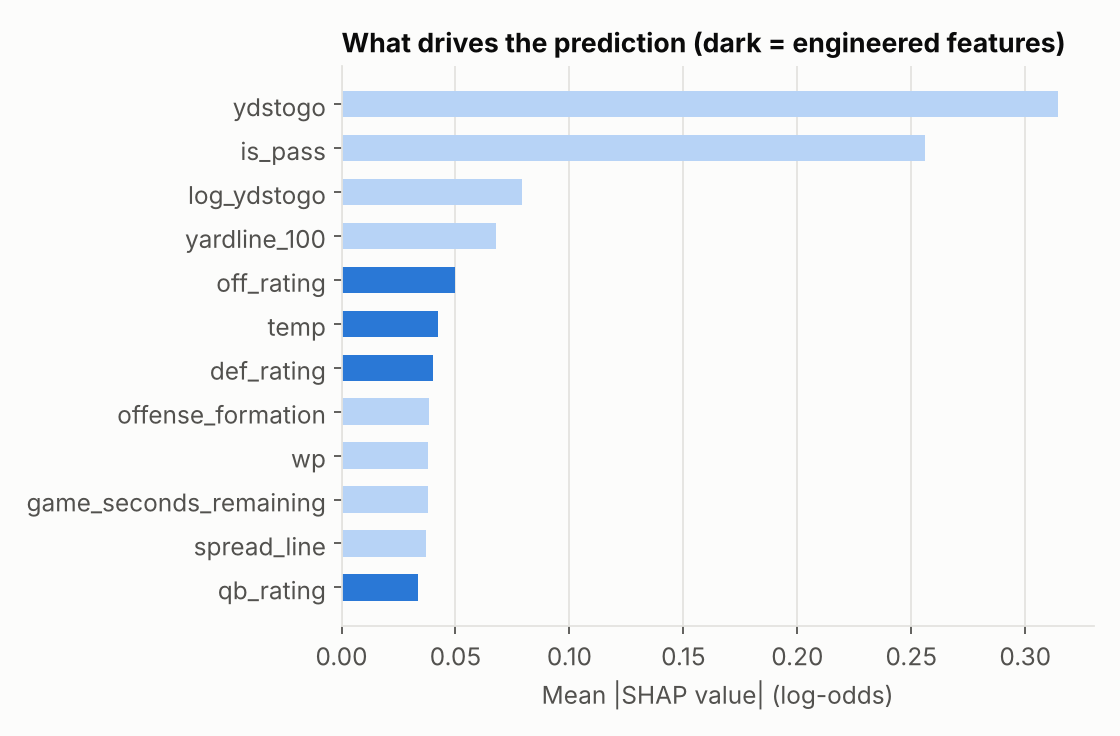 What drives the prediction (dark = engineered features)
ydstogo
is_pass
log_ydstogo
yardline_100
off_rating
temp
def_rating
offense_formation
wp
game_seconds_remaining
spread_line
qb_rating
0.00 0.05 0.10 0.15 0.20 0.25 0.30
Mean |SHAP value| (log-odds)